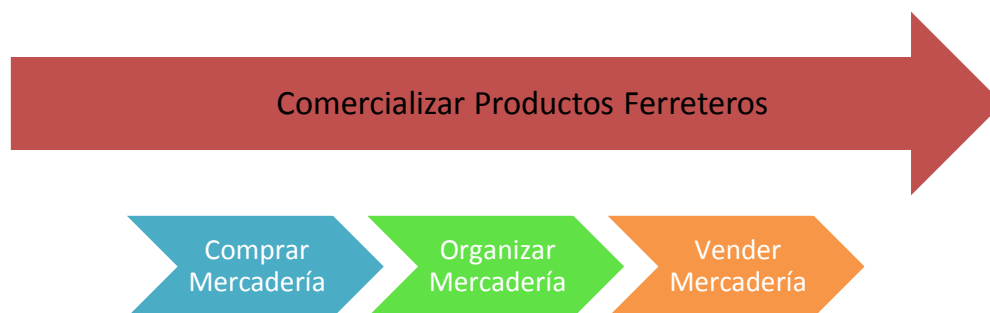 Comercializar Productos Ferreteros
Comprar
Mercadería
Organizar
Mercadería
Vender
Mercadería